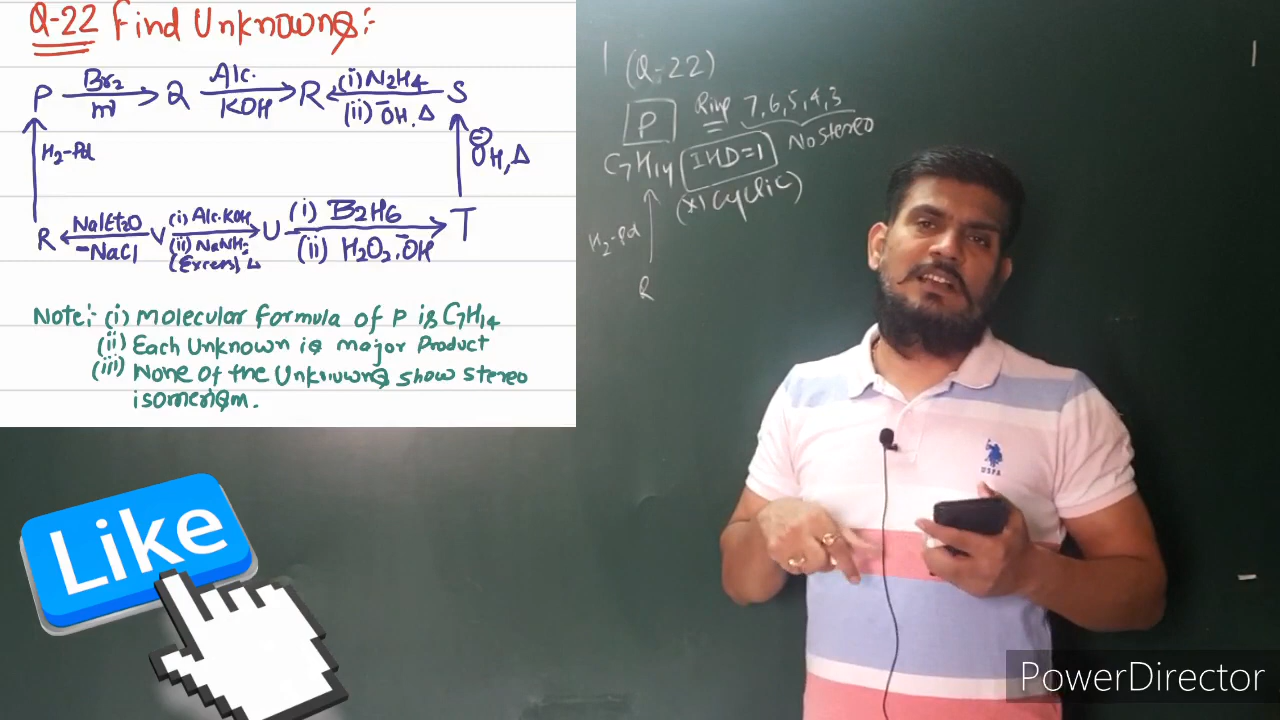 Q-22 Find Unknowns:-
P Br2 hν Q Alc. KOH R (i) N2H4 (ii) ⁻OH, Δ S
H2-Pd
⊖OH, Δ
R Na/Et2O -NaCl V (i) Alc. KOH (ii) NaNH2 (Excess) Δ U (i) B2H6 (ii) H2O2, ⁻OH T
Note:- (i) Molecular formula of P is C7H14
(ii) Each Unknown is major Product
(iii) None of the Unknowns show stereo
isomerism.
(Q-22)
P Ring 7,6,5,4,3
No stereo
C7H14 IHD=1
(x) Cyclic)
H2-Pd
R
Like
USPA
PowerDirector